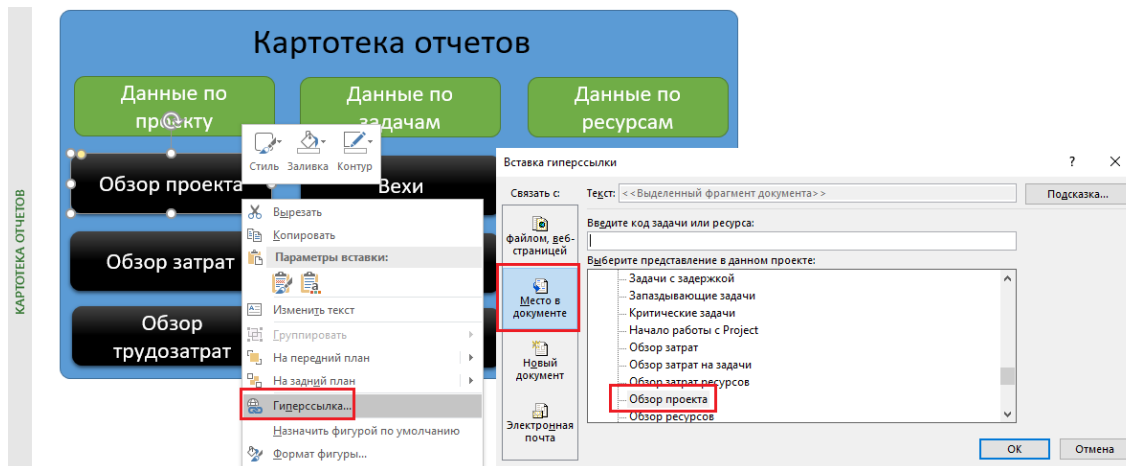 КАРТОТЕКА ОТЧЕТОВ
Картотека отчетов
Данные по
проекту
Данные по
задачам
Данные по
ресурсам
Обзор проекта
Вехи
Обзор затрат
Обзор
трудозатрат
Стиль Заливка Контур
Вырезать
Копировать
Параметры вставки:
Изменить текст
Группировать
На передний план
На задний план
Гиперссылка...
Назначить фигурой по умолчанию
Формат фигуры...
Вставка гиперссылки
? ×
Связать с:
Текст: <<Выделенный фрагмент документа>>
Подсказка...
файлом, веб-
страницей
Место в
документе
Новый
документ
Электронная
почта
Введите код задачи или ресурса:
Выберите представление в данном проекте:
Задачи с задержкой
Запаздывающие задачи
Критические задачи
Начало работы с Project
Обзор затрат
Обзор затрат на задачи
Обзор затрат ресурсов
Обзор проекта
Обзор ресурсов
ОК
Отмена